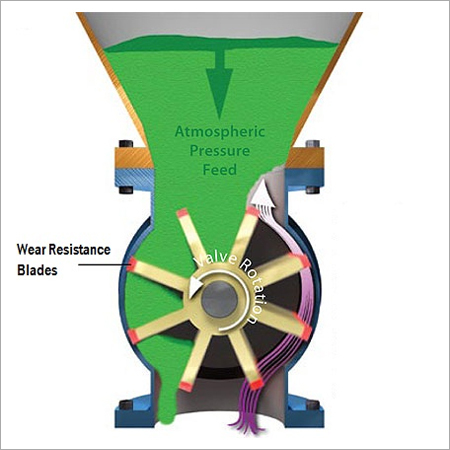 Atmospheric
Pressure
Feed
Wear Resistance
Blades
Valve Rotation